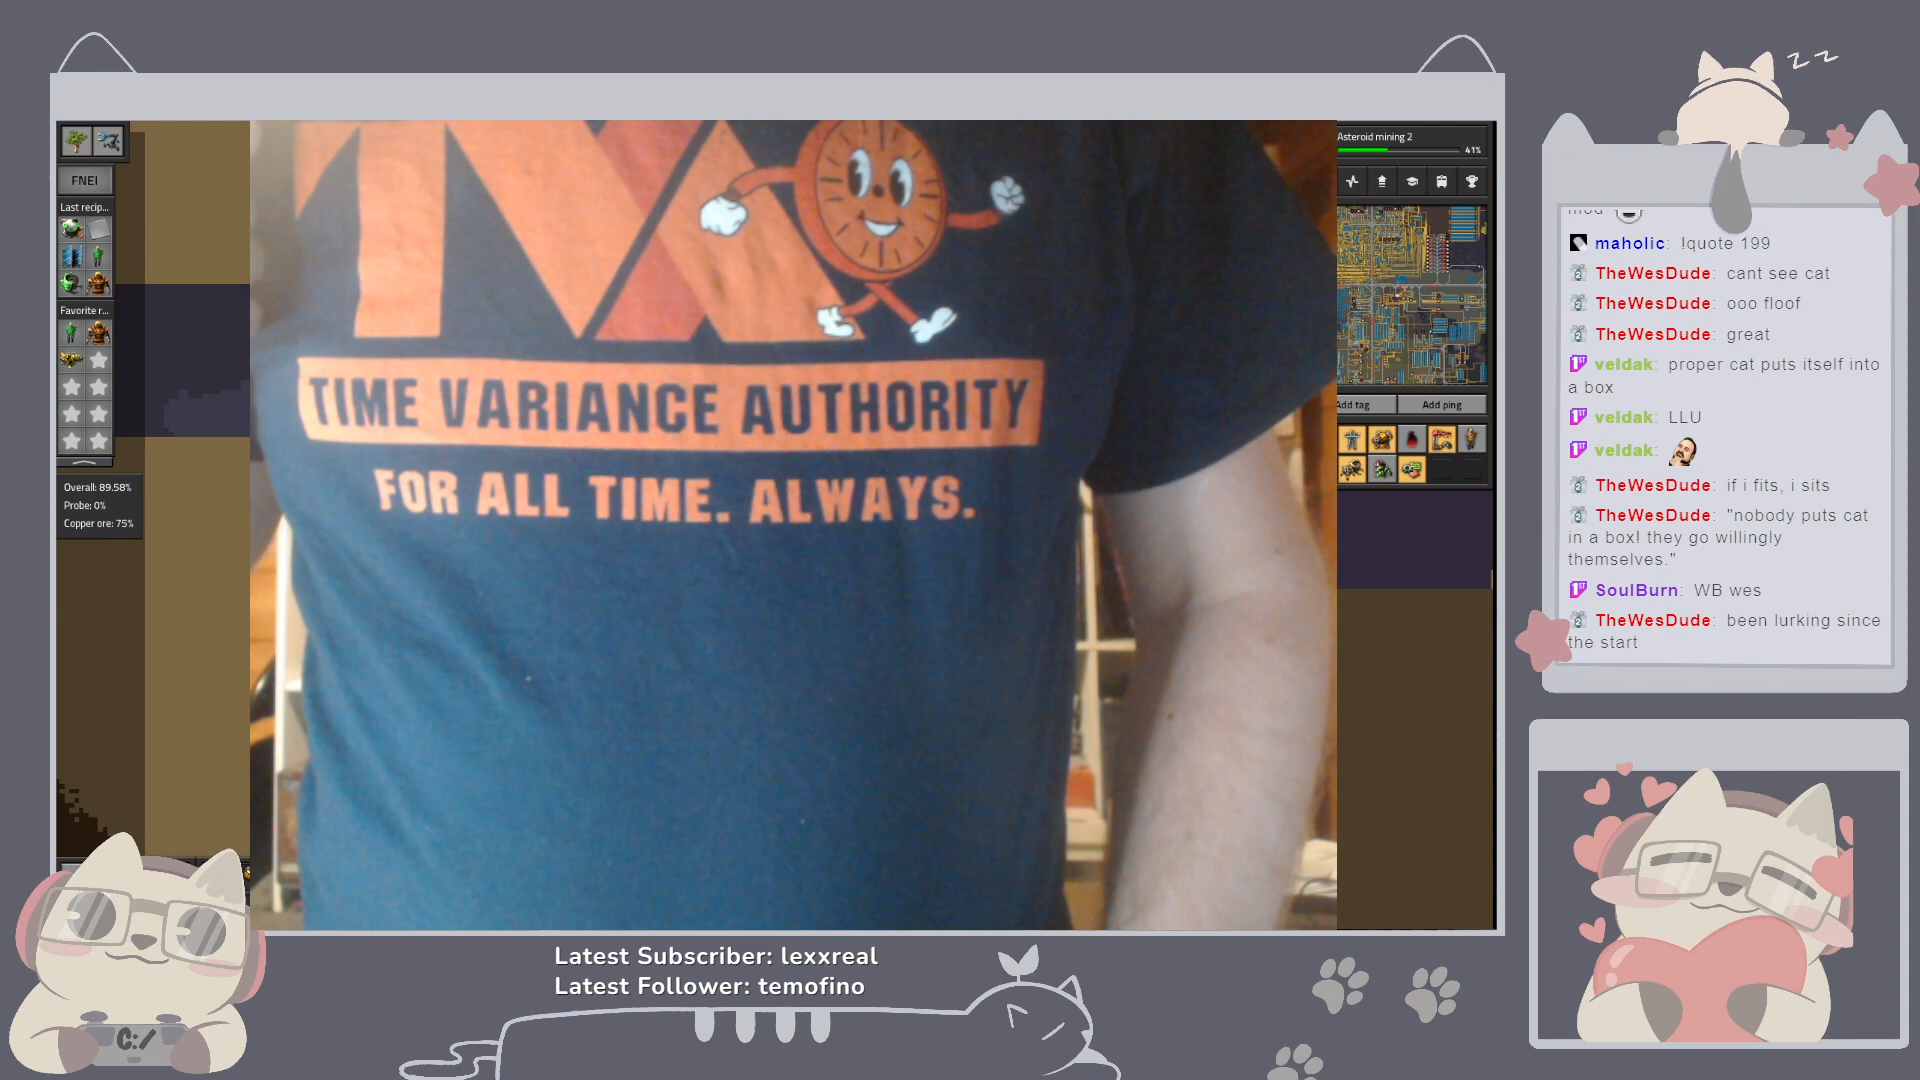 Asteroid mining 2
41%
FNEI
Last recip...
Favorite r...
Overall: 89.58%
Probe: 0%
Copper ore: 75%
TVA
TIME VARIANCE AUTHORITY
FOR ALL TIME. ALWAYS.
Add tag
Add ping
z z
maholic: !quote 199
TheWesDude: cant see cat
TheWesDude: ooo floof
TheWesDude: great
veldak: proper cat puts itself into
a box
veldak: LLU
veldak:
TheWesDude: if i fits, i sits
TheWesDude: "nobody puts cat
in a box! they go willingly
themselves."
SoulBurn: WB wes
TheWesDude: been lurking since
the start
Latest Subscriber: lexxreal
Latest Follower: temofino
C:/